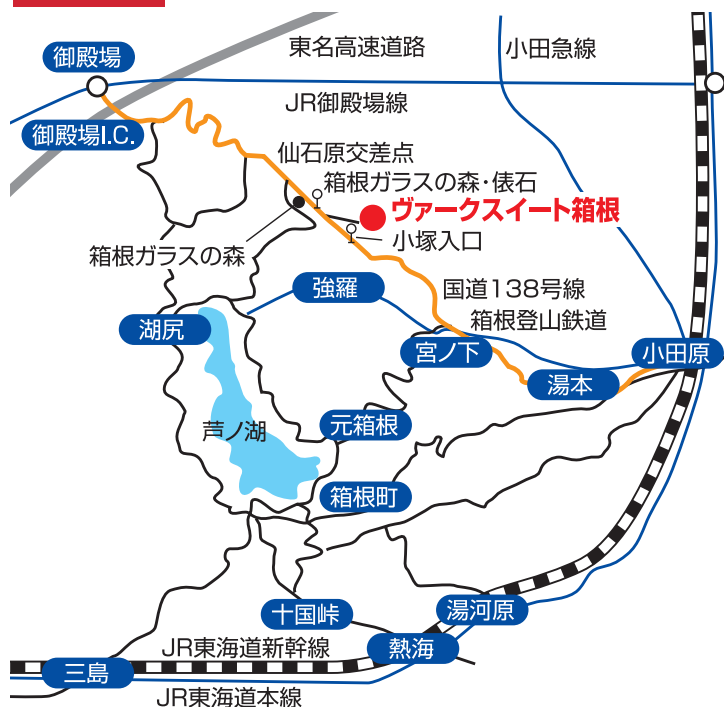 東名高速道路
小田急線
御殿場
JR御殿場線
御殿場I.C.
仙石原交差点
箱根ガラスの森・俵石
ヴァークスイート箱根
小塚入口
箱根ガラスの森
強羅
国道138号線
箱根登山鉄道
湖尻
宮ノ下
小田原
湯本
芦ノ湖
元箱根
箱根町
十国峠
湯河原
JR東海道新幹線
熱海
三島
JR東海道本線